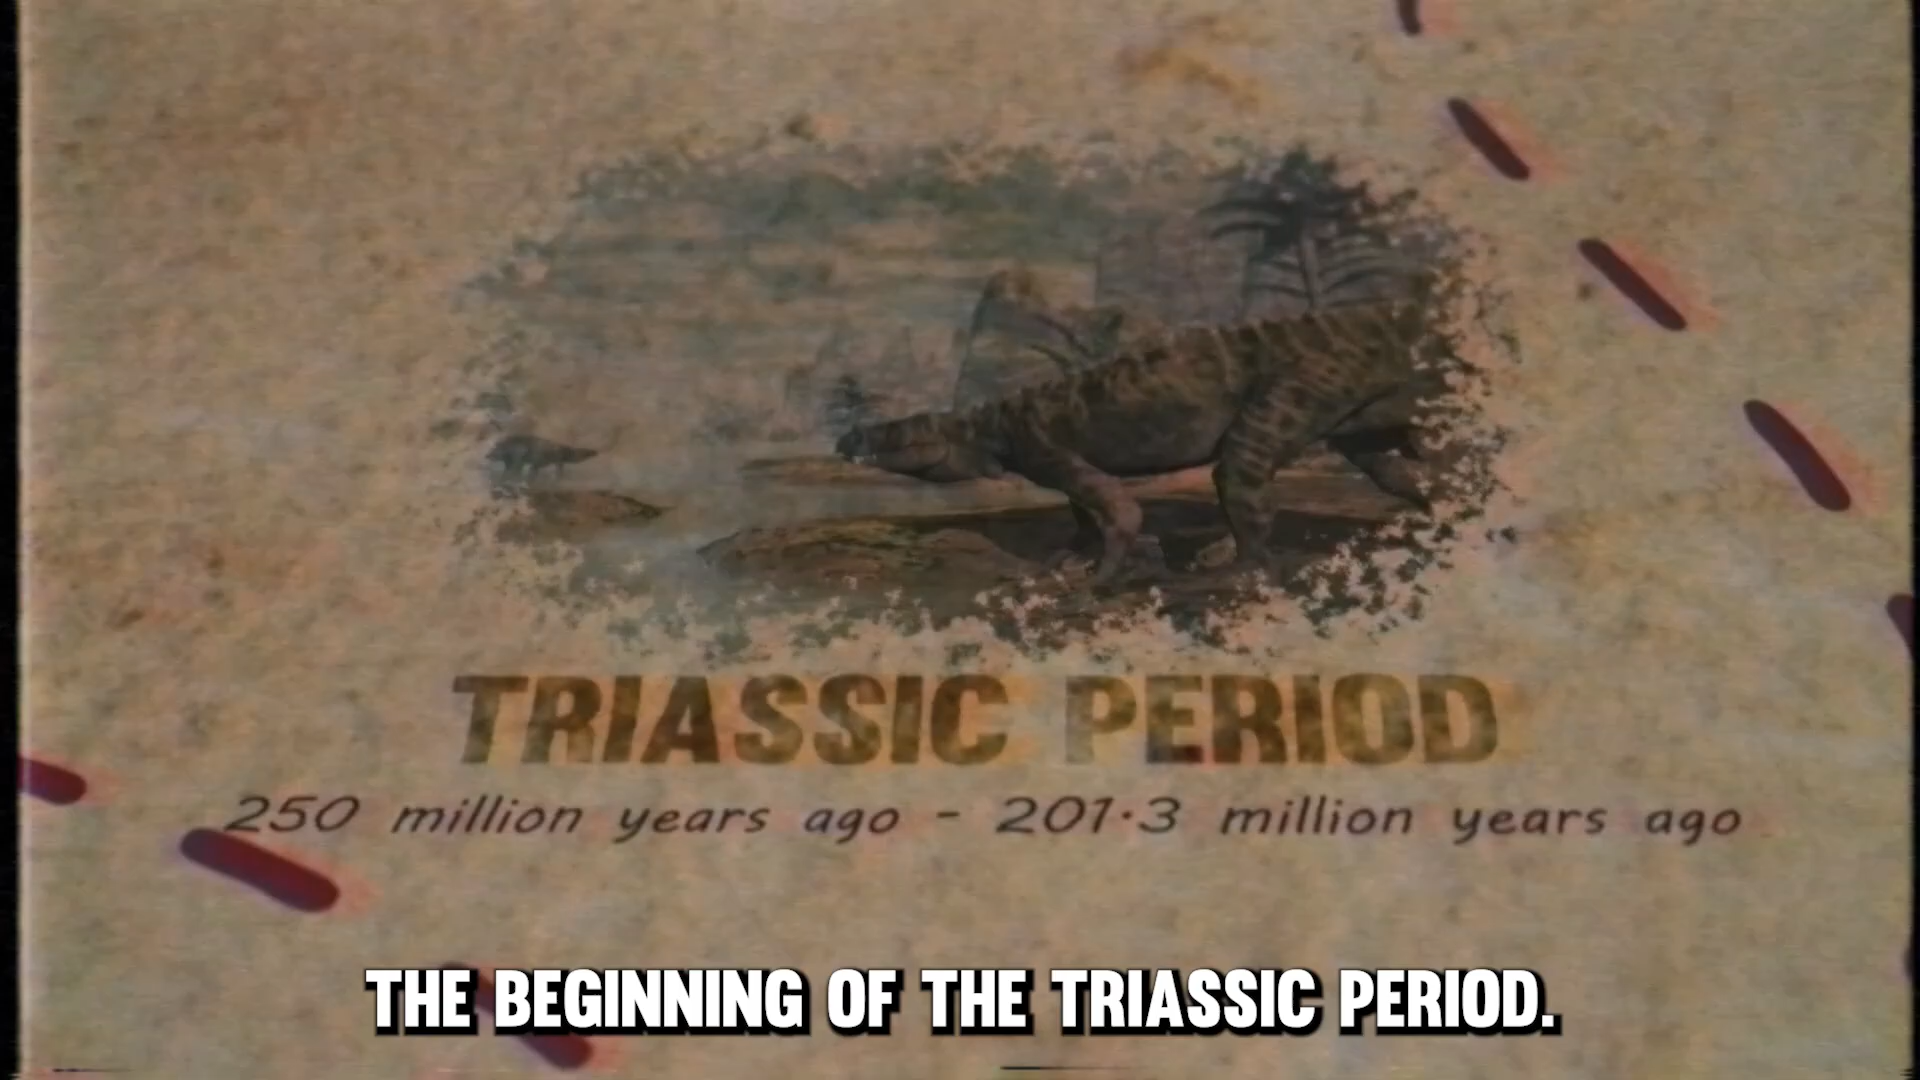 TRIASSIC PERIOD
250 million years ago - 201·3 million years ago
THE BEGINNING OF THE TRIASSIC PERIOD.